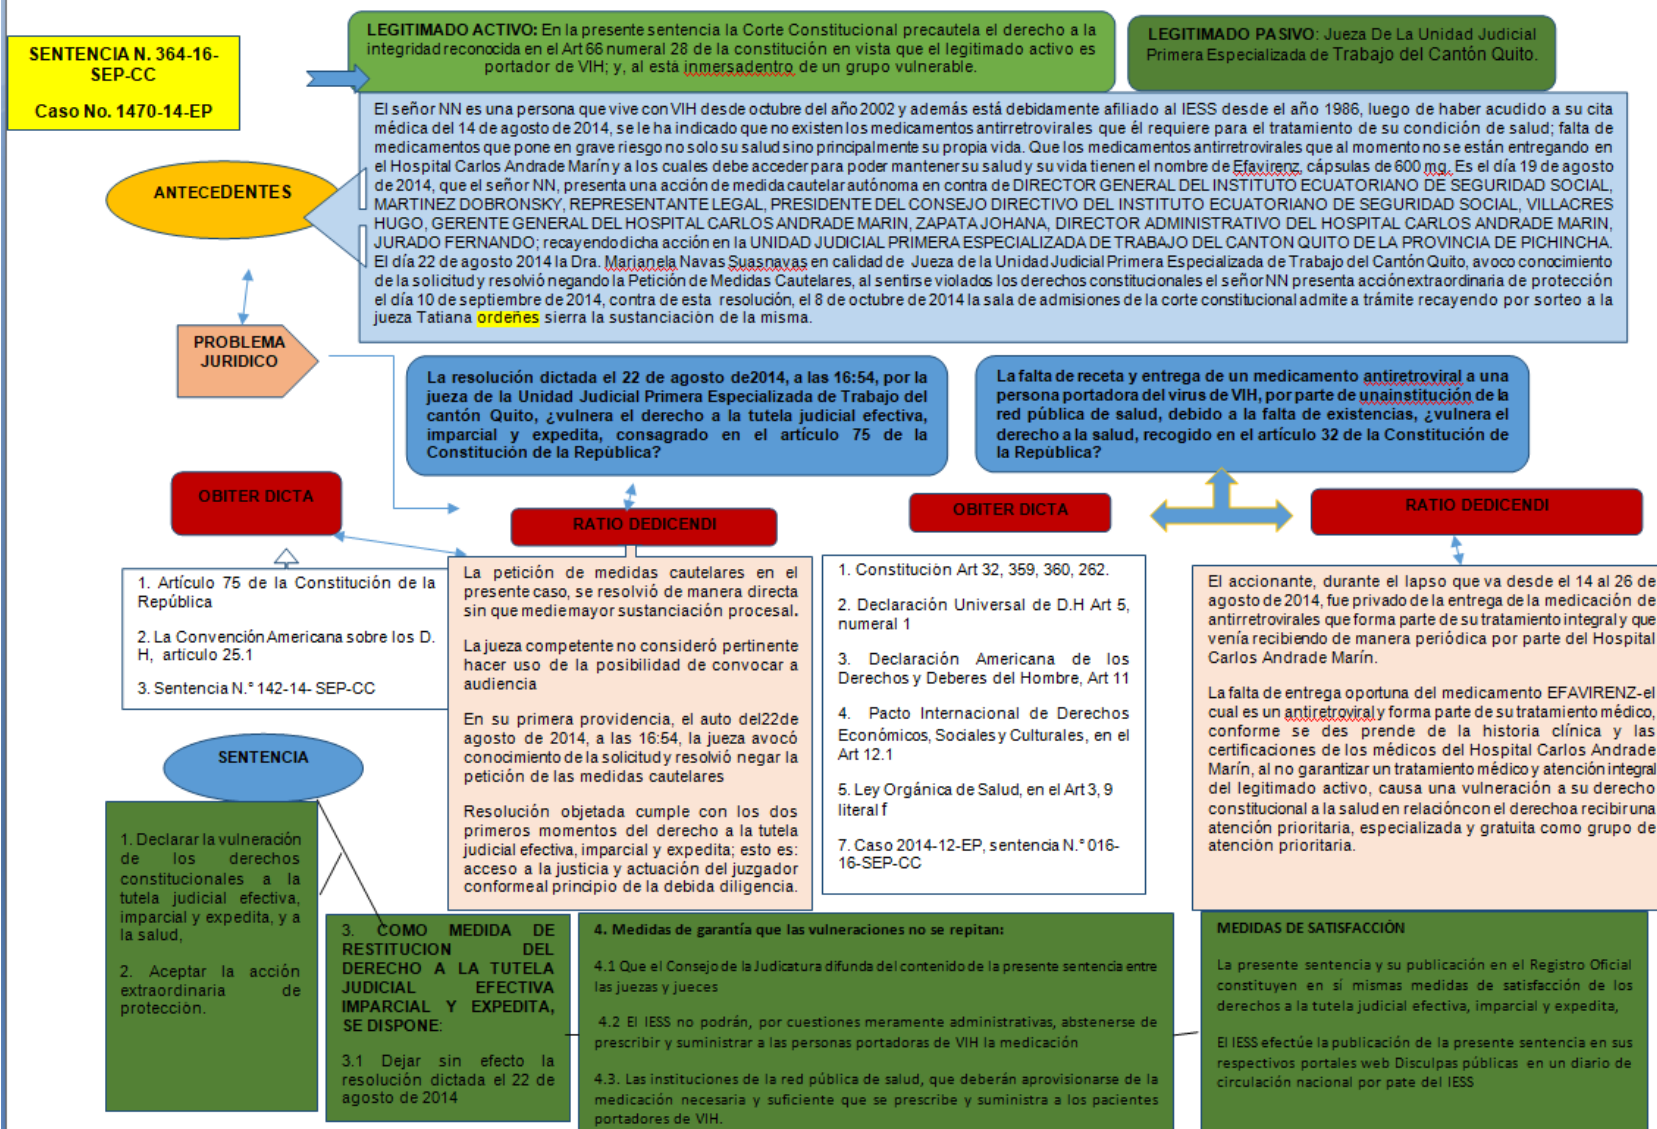 SENTENCIA N. 364-16-
SEP-CC
Caso No. 1470-14-EP
LEGITIMADO ACTIVO: En la presente sentencia la Corte Constitucional precautela el derecho a la
integridad reconocida en el Art 66 numeral 28 de la constitución en vista que el legitimado activo es
portador de VIH; y, al está inmersadentro de un grupo vulnerable.
LEGITIMADO PASIVO: Jueza De La Unidad Judicial
Primera Especializada de Trabajo del Cantón Quito.
ANTECEDENTES
El señor NN es una persona que vive con VIH desde octubre del año 2002 y además está debidamente afiliado al IESS desde el año 1986, luego de haber acudido a su cita
médica del 14 de agosto de 2014, se le ha indicado que no existen los medicamentos antirretrovirales que él requiere para el tratamiento de su condición de salud; falta de
medicamentos que pone en grave riesgo no solo su salud sino principalmente su propia vida. Que los medicamentos antirretrovirales que al momento no se están entregando en
el Hospital Carlos Andrade Marín y a los cuales debe acceder para poder mantener su salud y su vida tienen el nombre de Efavirenz, cápsulas de 600 mg. Es el día 19 de agosto
de 2014, que el señor NN, presenta una acción de medida cautelar autónoma en contra de DIRECTOR GENERAL DEL INSTITUTO ECUATORIANO DE SEGURIDAD SOCIAL,
MARTINEZ DOBRONSKY, REPRESENTANTE LEGAL, PRESIDENTE DEL CONSEJO DIRECTIVO DEL INSTITUTO ECUATORIANO DE SEGURIDAD SOCIAL, VILLACRES
HUGO, GERENTE GENERAL DEL HOSPITAL CARLOS ANDRADE MARIN, ZAPATA JOHANA, DIRECTOR ADMINISTRATIVO DEL HOSPITAL CARLOS ANDRADE MARIN,
JURADO FERNANDO; recayendo dicha acción en la UNIDAD JUDICIAL PRIMERA ESPECIALIZADA DE TRABAJO DEL CANTON QUITO DE LA PROVINCIA DE PICHINCHA.
El día 22 de agosto 2014 la Dra. Marianela Navas Suasnavas en calidad de Jueza de la Unidad Judicial Primera Especializada de Trabajo del Cantón Quito, avoco conocimiento
de la solicitud y resolvió negando la Petición de Medidas Cautelares, al sentirse violados los derechos constitucionales el señor NN presenta acción extraordinaria de protección
el día 10 de septiembre de 2014, contra de esta resolución, el 8 de octubre de 2014 la sala de admisiones de la corte constitucional admite a trámite recayendo por sorteo a la
jueza Tatiana ordeñes sierra la sustanciación de la misma.
PROBLEMA
JURIDICO
La resolución dictada el 22 de agosto de2014, a las 16:54, por la
jueza de la Unidad Judicial Primera Especializada de Trabajo del
cantón Quito, ¿vulnera el derecho a la tutela judicial efectiva,
imparcial y expedita, consagrado en el artículo 75 de la
Constitución de la República?
La falta de receta y entrega de un medicamento antiretroviral a una
persona portadora del virus de VIH, por parte de unainstitución de la
red pública de salud, debido a la falta de existencias, ¿vulnera el
derecho a la salud, recogido en el artículo 32 de la Constitución de
la República?
OBITER DICTA
RATIO DEDICENDI
OBITER DICTA
RATIO DEDICENDI
1. Artículo 75 de la Constitución de la
República
2. La Convención Americana sobre los D.
H, artículo 25.1
3. Sentencia N.° 142-14- SEP-CC
La petición de medidas cautelares en el
presente caso, se resolvió de manera directa
sin que medie mayor sustanciación procesal.
La jueza competente no consideró pertinente
hacer uso de la posibilidad de convocar a
audiencia
En su primera providencia, el auto del22de
agosto de 2014, a las 16:54, la jueza avocó
conocimiento de la solicitud y resolvió negar la
petición de las medidas cautelares
Resolución objetada cumple con los dos
primeros momentos del derecho a la tutela
judicial efectiva, imparcial y expedita; esto es:
acceso a la justicia y actuación del juzgador
conformeal principio de la debida diligencia.
1. Constitución Art 32, 359, 360, 262.
2. Declaración Universal de D.H Art 5,
numeral 1
3. Declaración Americana de los
Derechos y Deberes del Hombre, Art 11
4. Pacto Internacional de Derechos
Económicos, Sociales y Culturales, en el
Art 12.1
5. Ley Orgánica de Salud, en el Art 3, 9
literal f
7. Caso 2014-12-EP, sentencia N.° 016-
16-SEP-CC
El accionante, durante el lapso que va desde el 14 al 26 de
agosto de 2014, fue privado de la entrega de la medicación de
antirretrovirales que forma parte de su tratamiento integral y que
venía recibiendo de manera periódica por parte del Hospital
Carlos Andrade Marín.
La falta de entrega oportuna del medicamento EFAVIRENZ-el
cual es un antiretroviral y forma parte de su tratamiento médico,
conforme se des prende de la historia clínica y las
certificaciones de los médicos del Hospital Carlos Andrade
Marín, al no garantizar un tratamiento médico y atención integral
del legitimado activo, causa una vulneración a su derecho
constitucional a la salud en relacióncon el derechoa recibiruna
atención prioritaria, especializada y gratuita como grupo de
atención prioritaria.
SENTENCIA
1. Declarar la vulneración
de los derechos
constitucionales a la
tutela judicial efectiva,
imparcial y expedita, y a
la salud,
2. Aceptar la acción
extraordinaria de
protección.
3. COMO MEDIDA DE
RESTITUCION DEL
DERECHO A LA TUTELA
JUDICIAL EFECTIVA
IMPARCIAL Y EXPEDITA,
SE DISPONE:
3.1 Dejar sin efecto la
resolución dictada el 22 de
agosto de 2014
4. Medidas de garantía que las vulneraciones no se repitan:
4.1 Que el Consejo de la Judicatura difunda del contenido de la presente sentencia entre
las juezas y jueces
4.2 El IESS no podrán, por cuestiones meramente administrativas, abstenerse de
prescribir y suministrar a las personas portadoras de VIH la medicación
4.3. Las instituciones de la red pública de salud, que deberán aprovisionarse de la
medicación necesaria y suficiente que se prescribe y suministra a los pacientes
portadores de VIH.
MEDIDAS DE SATISFACCIÓN
La presente sentencia y su publicación en el Registro Oficial
constituyen en sí mismas medidas de satisfacción de los
derechos a la tutela judicial efectiva, imparcial y expedita,
El IESS efectúe la publicación de la presente sentencia en sus
respectivos portales web Disculpas públicas en un diario de
circulación nacional por pate del IESS